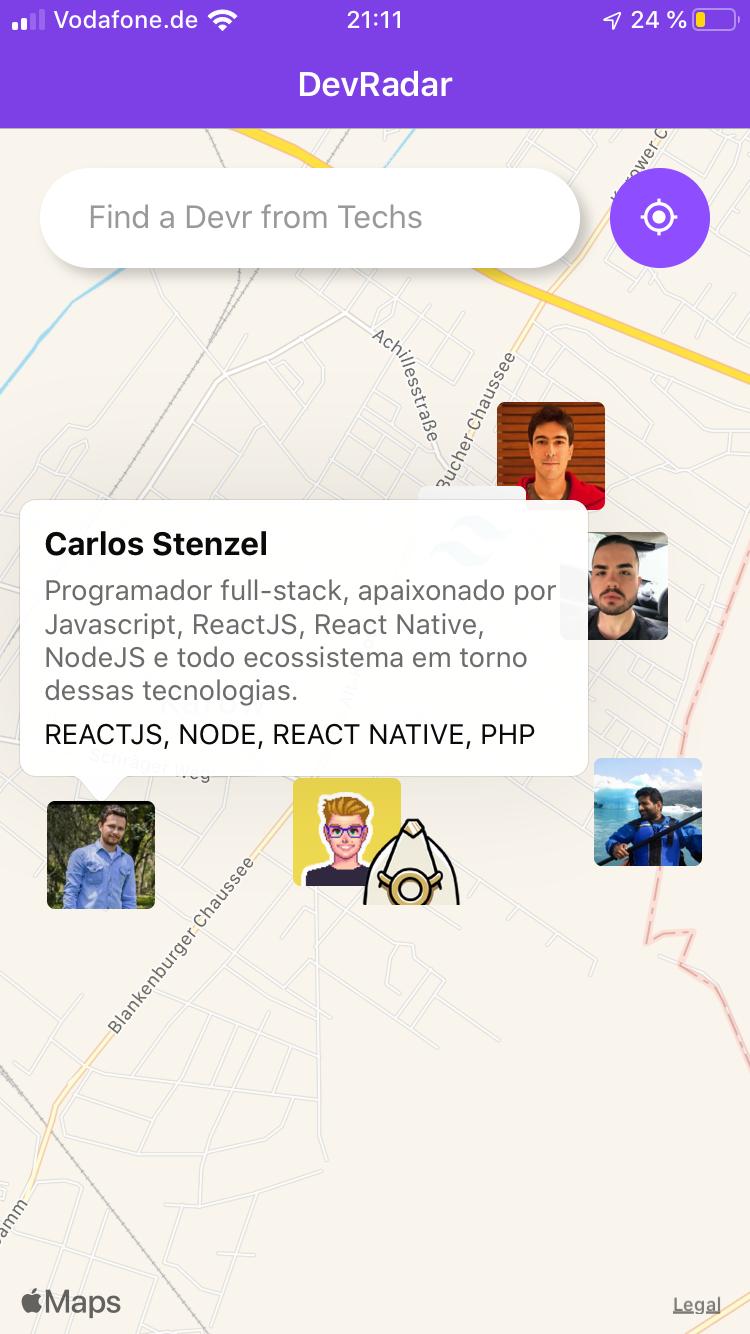 Vodafone.de
21:11
24 %
DevRadar
Find a Devr from Techs
Achillesstraße
Bucher Chaussee
Carlos Stenzel
Programador full-stack, apaixonado por
Javascript, ReactJS, React Native,
NodeJS e todo ecossistema em torno
dessas tecnologias.
REACTJS, NODE, REACT NATIVE, PHP
Blankenburger Chaussee
Maps
Legal